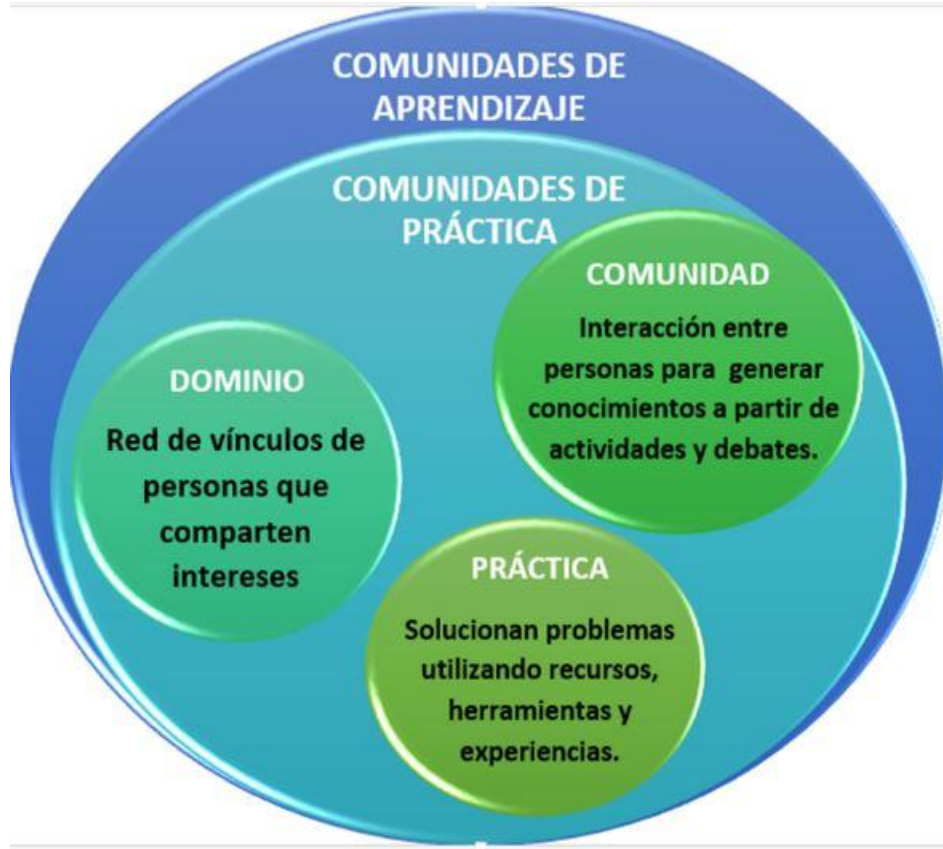 COMUNIDADES DE
APRENDIZAJE
COMUNIDADES DE
PRÁCTICA
COMUNIDAD
Interacción entre
personas para generar
conocimientos a partir de
actividades y debates.
DOMINIO
Red de vínculos de
personas que
comparten
intereses
PRÁCTICA
Solucionan problemas
utilizando recursos,
herramientas y
experiencias.